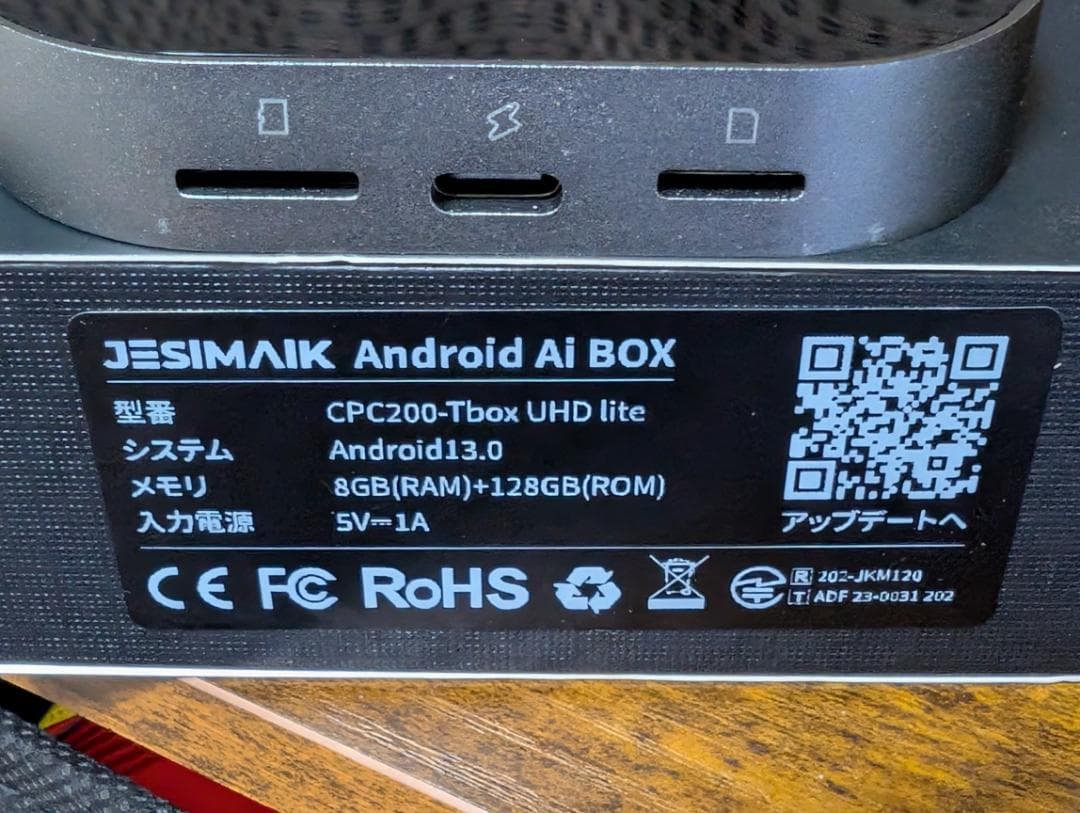 JESIMAIK Android Ai BOX
型番 CPC200-Tbox UHD lite
システム Android13.0
メモリ 8GB(RAM)+128GB(ROM)
入力電源 5V⎓1A
アップデートへ
CE FC RoHS
R 202-JKM120
T ADF 23-0031 202